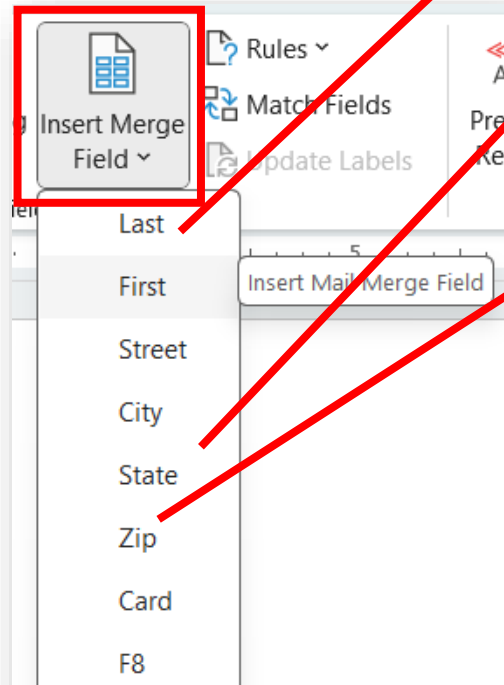 Rules
Insert Merge
Field
Match Fields
Update Labels
Last
5
First
Insert Mail Merge Field
Street
City
State
Zip
Card
F8